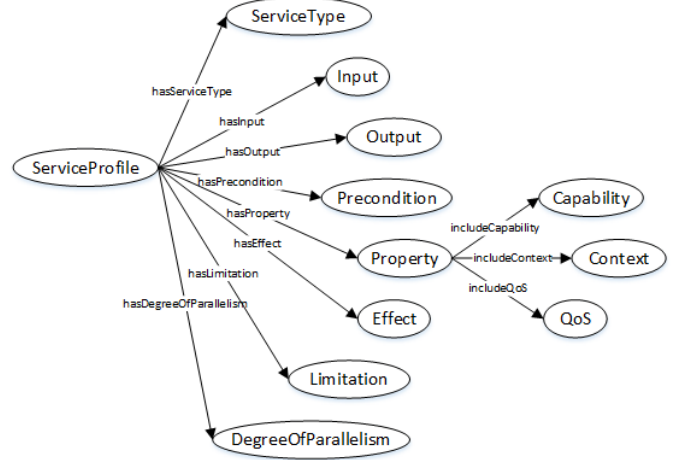 ServiceType
Input
hasServiceType
hasInput
Output
hasOutput
ServiceProfile
hasPrecondition
Precondition
Capability
hasProperty
includeCapability
hasEffect
Property
includeContext
Context
hasLimitation
includeQoS
hasDegreeOfParallelism
Effect
QoS
Limitation
DegreeOfParallelism